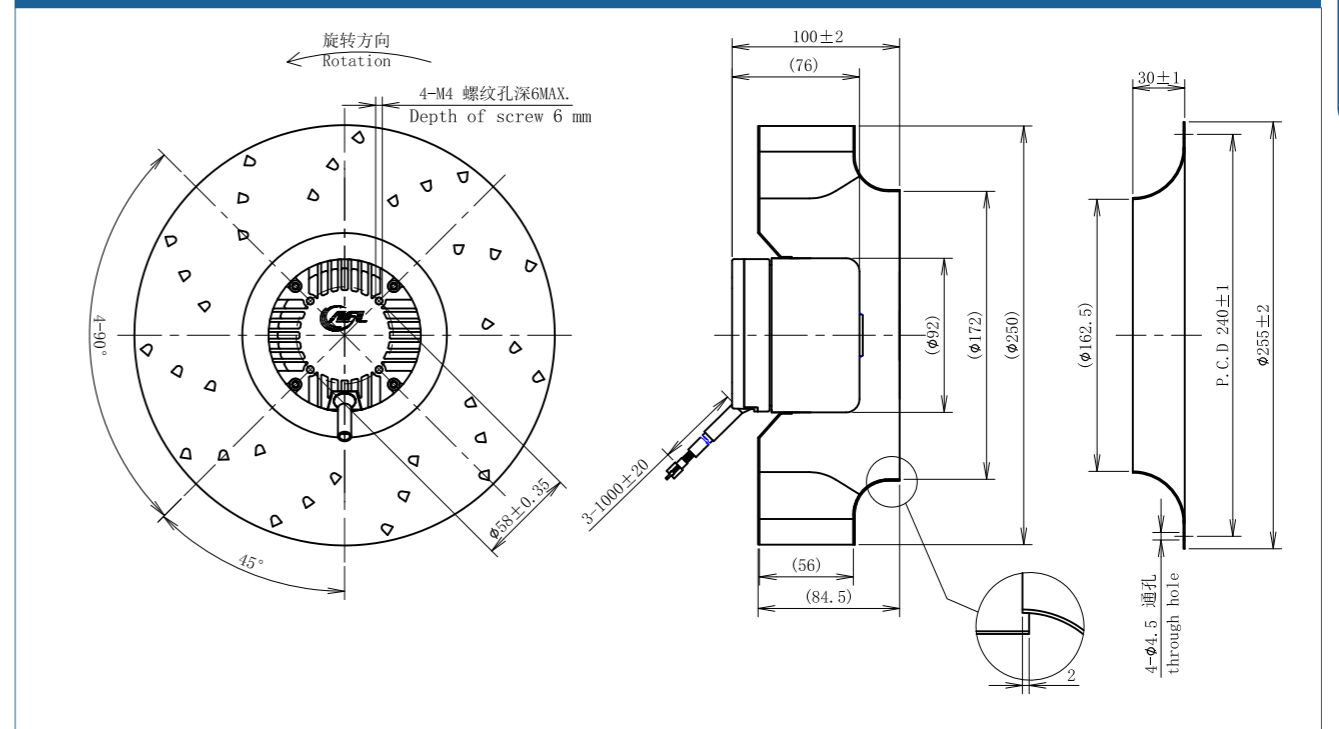 旋转方向
Rotation
4-M4 螺纹孔深6MAX.
Depth of screw 6 mm
4-90°
45°
φ58±0.35
100±2
(76)
3-1000±20
(φ92)
(φ172)
(φ250)
(56)
(84.5)
2
30±1
(φ162.5)
P.C.D 240±1
φ255±2
4-φ4.5 通孔
through hole